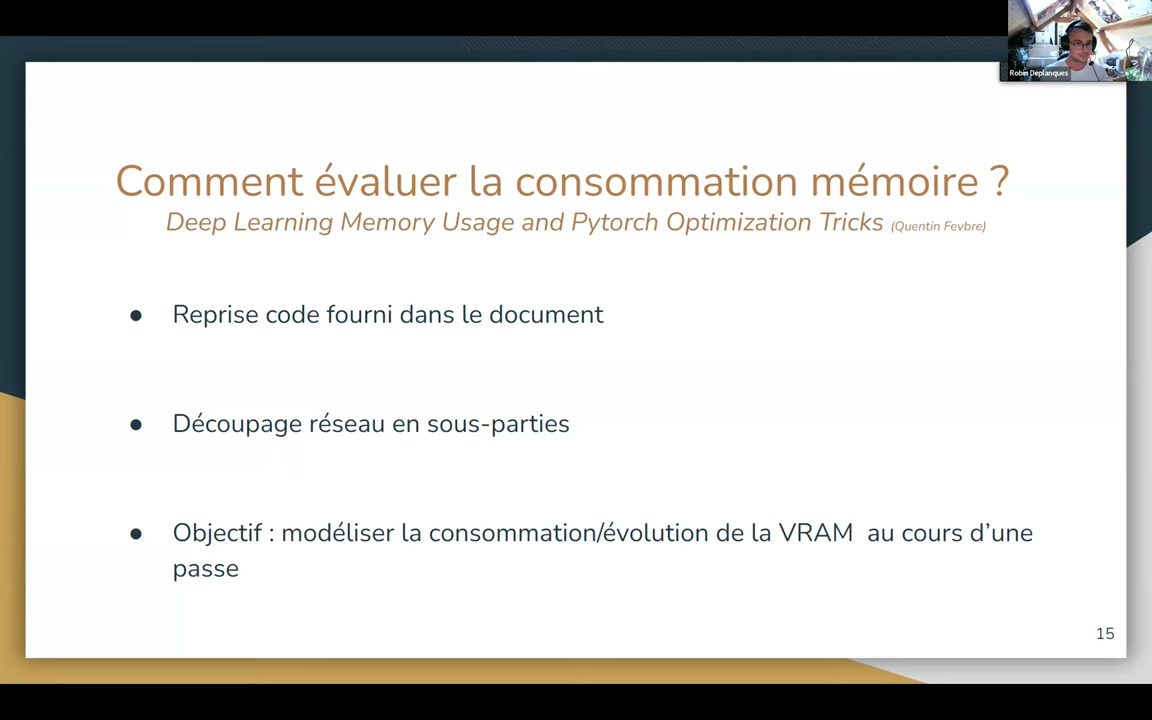 Robin Deplanques
Comment évaluer la consommation mémoire ?
Deep Learning Memory Usage and Pytorch Optimization Tricks (Quentin Fevbre)
● Reprise code fourni dans le document
● Découpage réseau en sous-parties
● Objectif : modéliser la consommation/évolution de la VRAM au cours d’une
passe
15